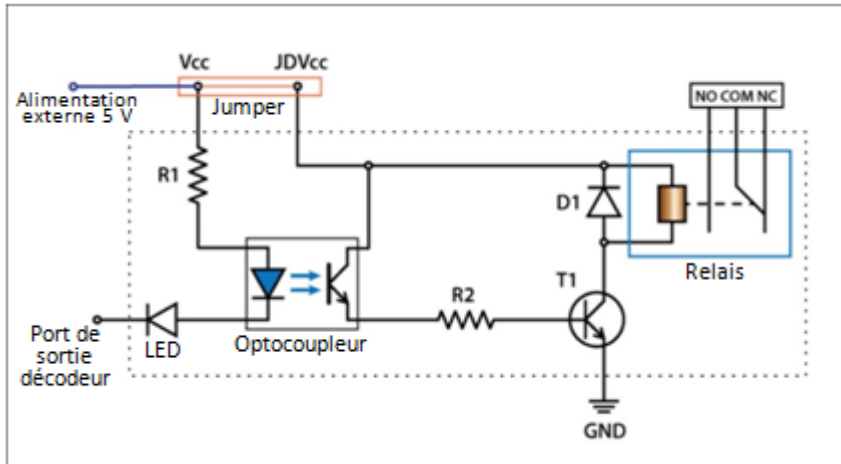 Vcc JDVcc
Alimentation
externe 5 V
Jumper
NO COM NC
R1
D1
Relais
T1
R2
Port de
sortie
décodeur
LED
Optocoupleur
GND